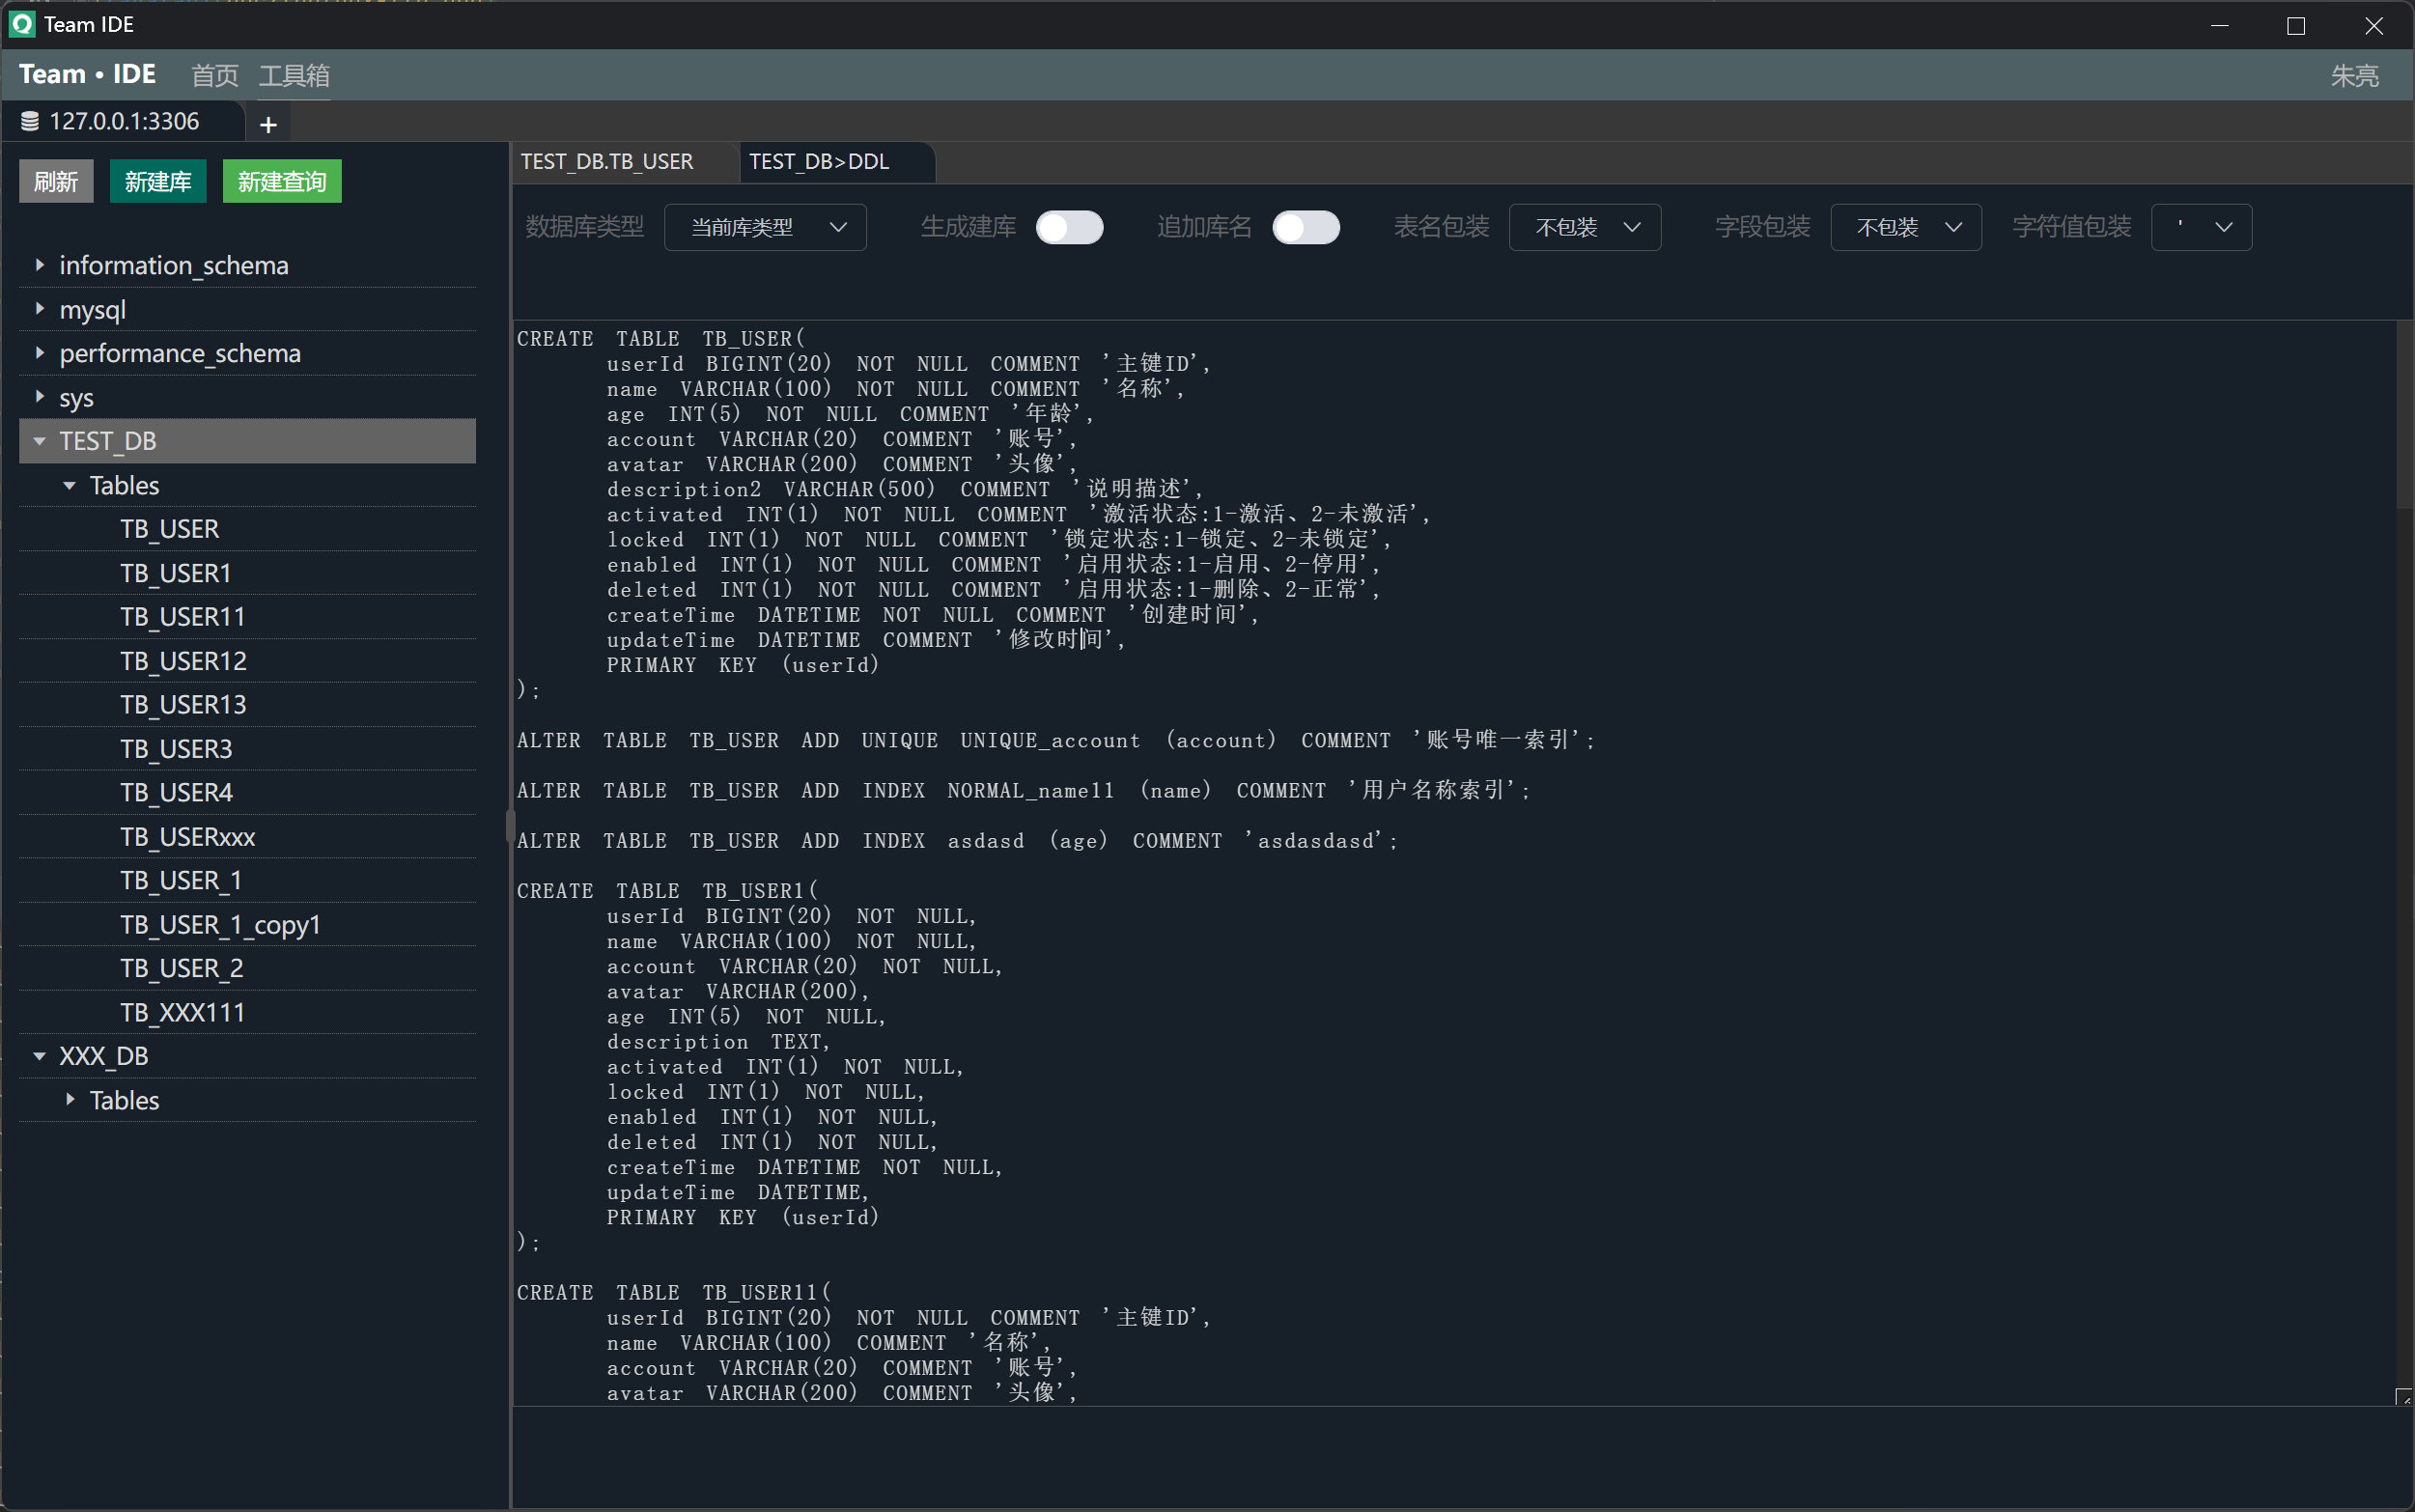 Team IDE
Team • IDE 首页 工具箱 朱亮
127.0.0.1:3306 +
刷新 新建库 新建查询
information_schema
mysql
performance_schema
sys
TEST_DB
Tables
TB_USER
TB_USER1
TB_USER11
TB_USER12
TB_USER13
TB_USER3
TB_USER4
TB_USERxxx
TB_USER_1
TB_USER_1_copy1
TB_USER_2
TB_XXX111
XXX_DB
Tables
TEST_DB.TB_USER TEST_DB>DDL
数据库类型 当前库类型 生成建库 追加库名 表名包装 不包装 字段包装 不包装 字符值包装 '
CREATE TABLE TB_USER(
userId BIGINT(20) NOT NULL COMMENT '主键ID',
name VARCHAR(100) NOT NULL COMMENT '名称',
age INT(5) NOT NULL COMMENT '年龄',
account VARCHAR(20) COMMENT '账号',
avatar VARCHAR(200) COMMENT '头像',
description2 VARCHAR(500) COMMENT '说明描述',
activated INT(1) NOT NULL COMMENT '激活状态:1-激活、2-未激活',
locked INT(1) NOT NULL COMMENT '锁定状态:1-锁定、2-未锁定',
enabled INT(1) NOT NULL COMMENT '启用状态:1-启用、2-停用',
deleted INT(1) NOT NULL COMMENT '启用状态:1-删除、2-正常',
createTime DATETIME NOT NULL COMMENT '创建时间',
updateTime DATETIME COMMENT '修改时间',
PRIMARY KEY (userId)
);
ALTER TABLE TB_USER ADD UNIQUE UNIQUE_account (account) COMMENT '账号唯一索引';
ALTER TABLE TB_USER ADD INDEX NORMAL_name11 (name) COMMENT '用户名称索引';
ALTER TABLE TB_USER ADD INDEX asdasd (age) COMMENT 'asdasdasd';
CREATE TABLE TB_USER1(
userId BIGINT(20) NOT NULL,
name VARCHAR(100) NOT NULL,
account VARCHAR(20) NOT NULL,
avatar VARCHAR(200),
age INT(5) NOT NULL,
description TEXT,
activated INT(1) NOT NULL,
locked INT(1) NOT NULL,
enabled INT(1) NOT NULL,
deleted INT(1) NOT NULL,
createTime DATETIME NOT NULL,
updateTime DATETIME,
PRIMARY KEY (userId)
);
CREATE TABLE TB_USER11(
userId BIGINT(20) NOT NULL COMMENT '主键ID',
name VARCHAR(100) COMMENT '名称',
account VARCHAR(20) COMMENT '账号',
avatar VARCHAR(200) COMMENT '头像',